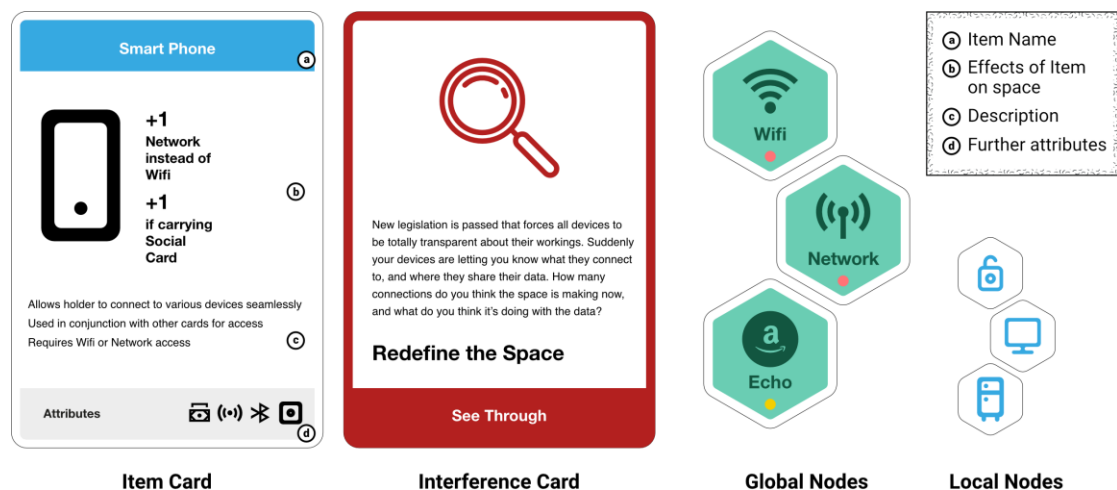 Smart Phone
a
+1
Network
instead of
Wifi
+1
if carrying
Social
Card
b
Allows holder to connect to various devices seamlessly
Used in conjunction with other cards for access
Requires Wifi or Network access
c
Attributes
d
Item Card
New legislation is passed that forces all devices to
be totally transparent about their workings. Suddenly
your devices are letting you know what they connect
to, and where they share their data. How many
connections do you think the space is making now,
and what do you think it's doing with the data?
Redefine the Space
See Through
Interference Card
Wifi
Network
a
Echo
Global Nodes
a Item Name
b Effects of Item
on space
c Description
d Further attributes
Local Nodes